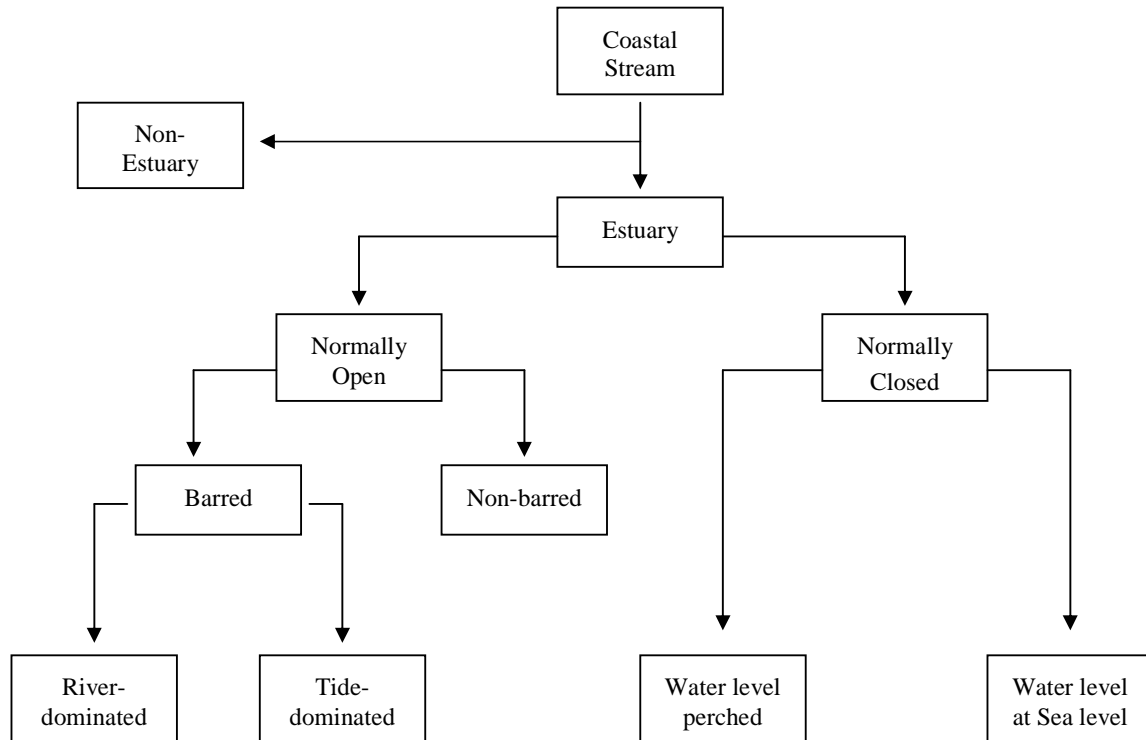 Coastal
Stream
Non-
Estuary
Estuary
Normally
Open
Normally
Closed
Barred
Non-barred
River-
dominated
Tide-
dominated
Water level
perched
Water level
at Sea level